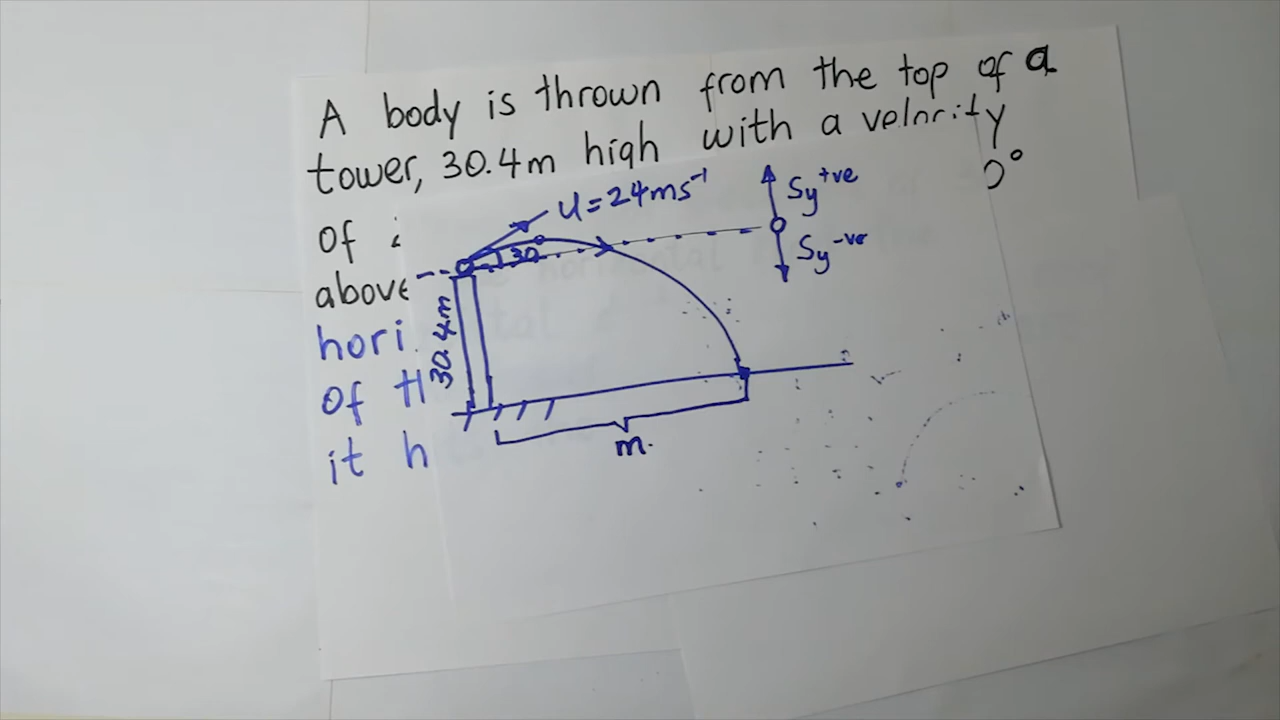 A body is thrown from the top of a
tower, 30.4m high with a velocity
of
0°
above
hori
of
it h
U=24ms⁻¹
30
Sy +ve
Sy -ve
30.4m
m.